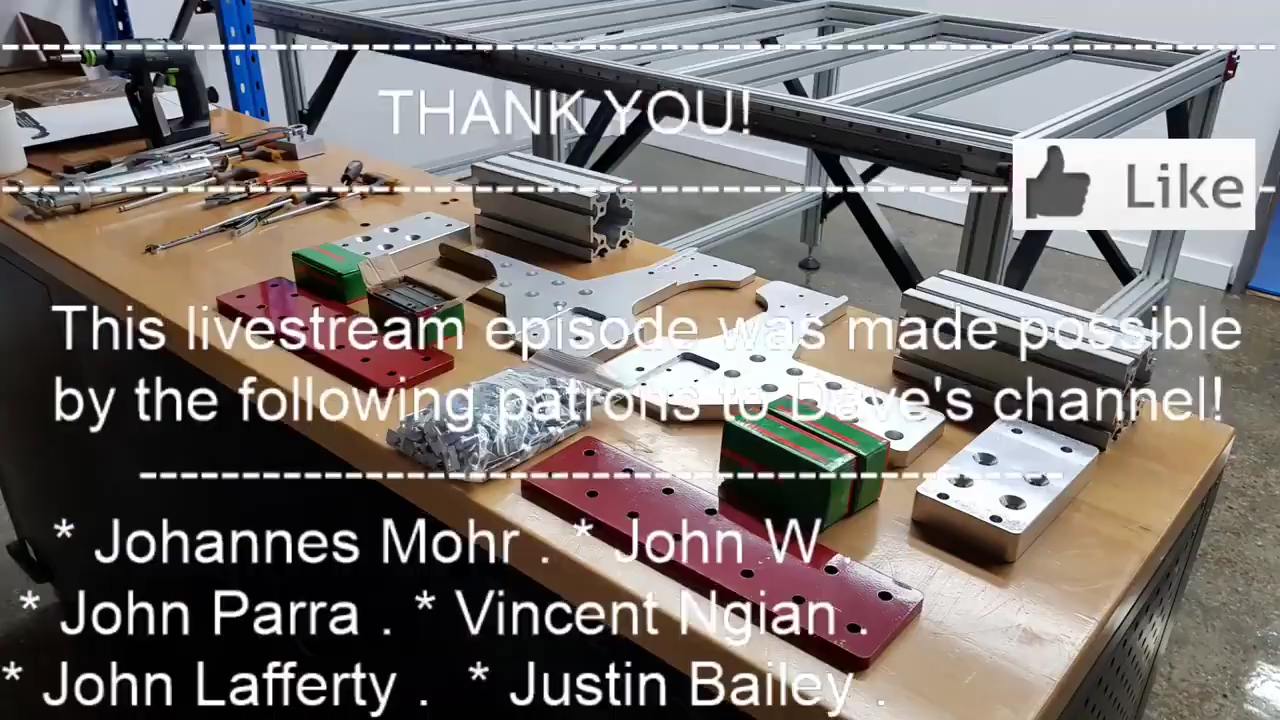 ----------------------------------------------------------------
THANK YOU!
----------------------------------------------------------------
Like
This livestream episode was made possible
by the following patrons to Dave's channel!
----------------------------------------------
* Johannes Mohr . * John W .
* John Parra . * Vincent Ngian .
* John Lafferty . * Justin Bailey .